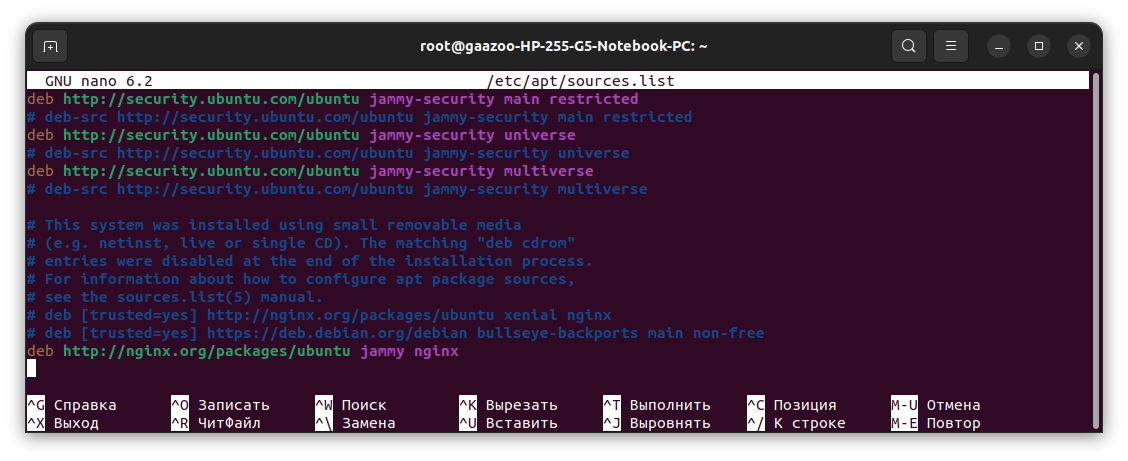 root@gaazoo-HP-255-G5-Notebook-PC: ~
GNU nano 6.2 /etc/apt/sources.list
deb http://security.ubuntu.com/ubuntu jammy-security main restricted
# deb-src http://security.ubuntu.com/ubuntu jammy-security main restricted
deb http://security.ubuntu.com/ubuntu jammy-security universe
# deb-src http://security.ubuntu.com/ubuntu jammy-security universe
deb http://security.ubuntu.com/ubuntu jammy-security multiverse
# deb-src http://security.ubuntu.com/ubuntu jammy-security multiverse
# This system was installed using small removable media
# (e.g. netinst, live or single CD). The matching "deb cdrom"
# entries were disabled at the end of the installation process.
# For information about how to configure apt package sources,
# see the sources.list(5) manual.
# deb [trusted=yes] http://nginx.org/packages/ubuntu xenial nginx
# deb [trusted=yes] https://deb.debian.org/debian bullseye-backports main non-free
deb http://nginx.org/packages/ubuntu jammy nginx
^G Справка ^O Записать ^W Поиск ^K Вырезать ^T Выполнить ^C Позиция M-U Отмена
^X Выход ^R ЧитФайл ^\ Замена ^U Вставить ^J Выровнять ^/ К строке M-E Повтор